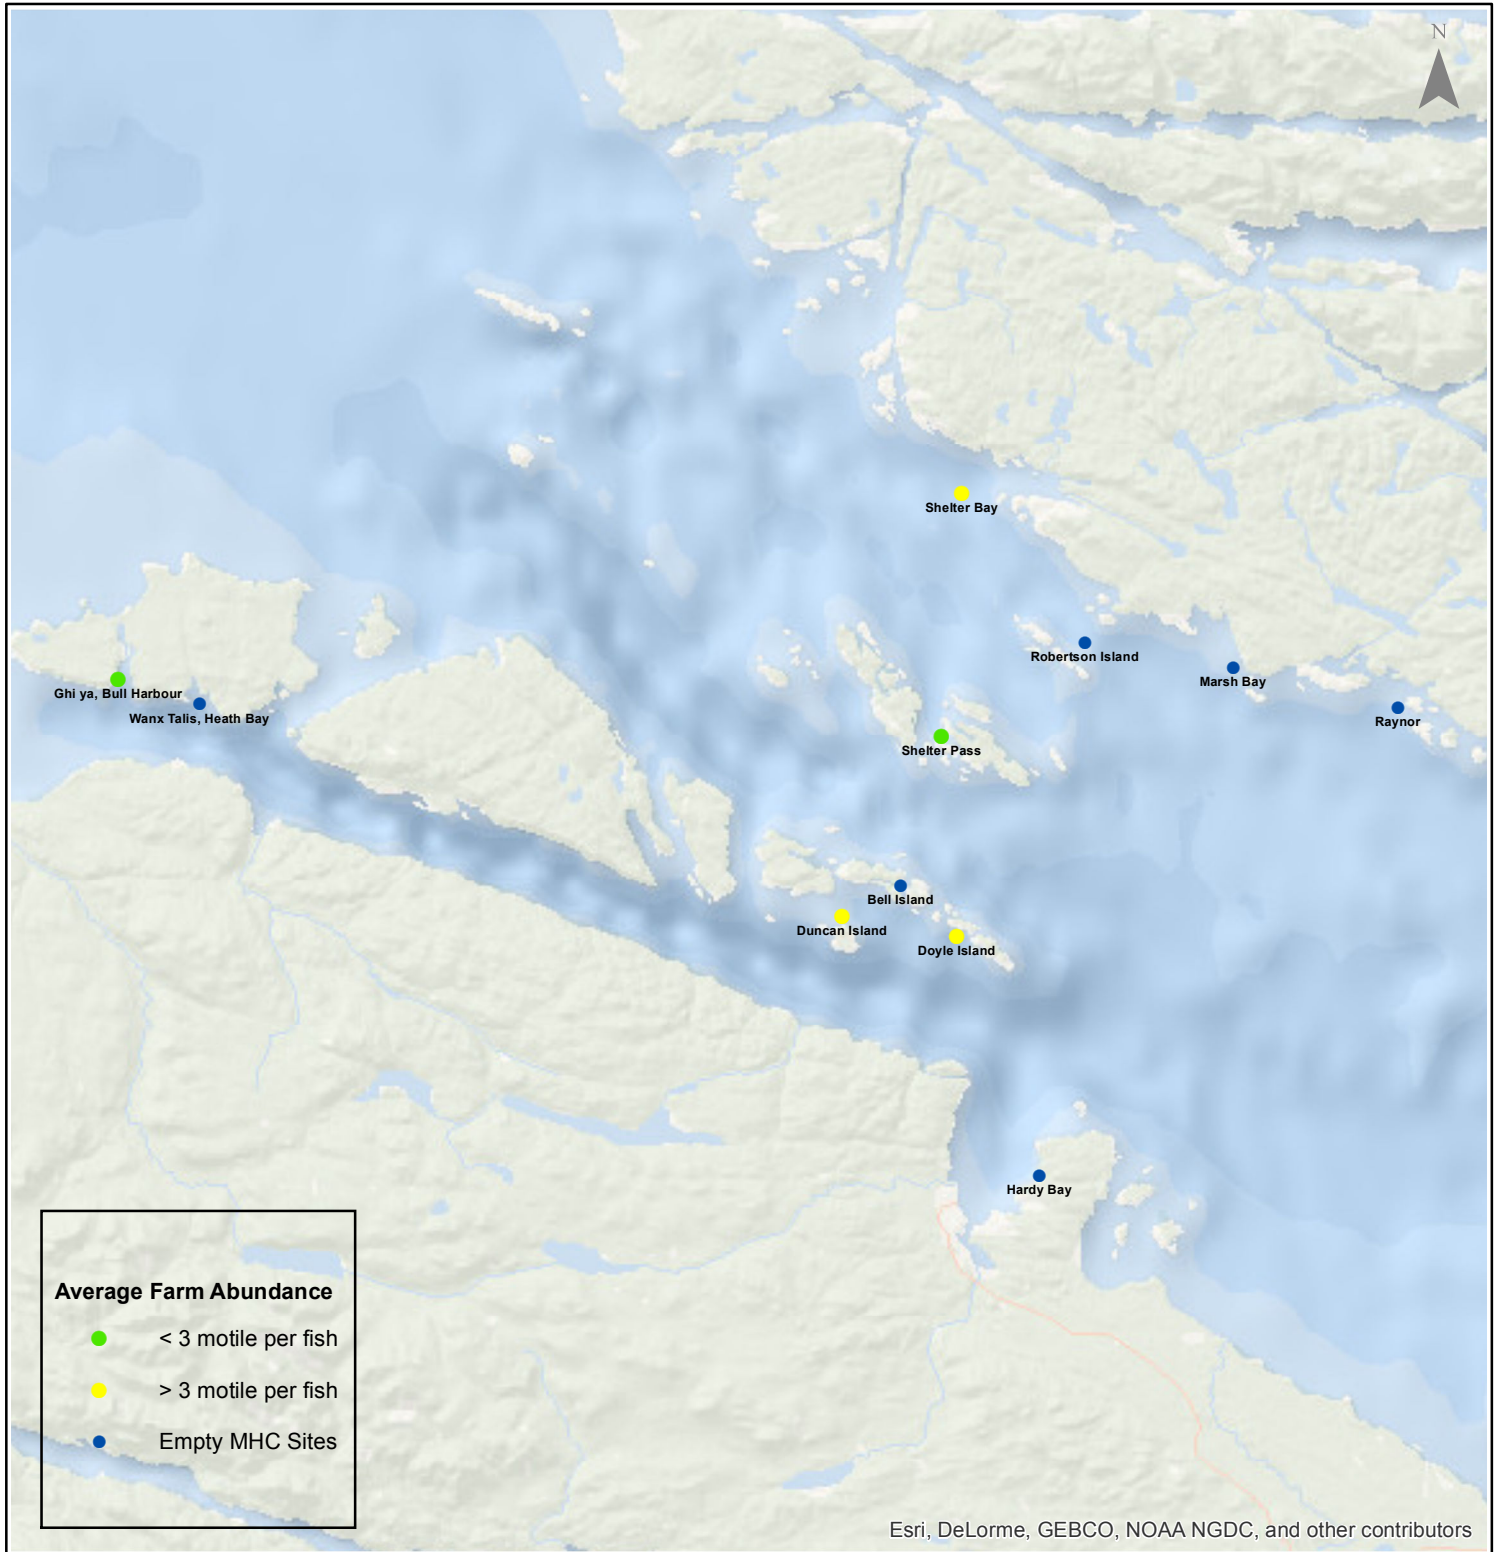 N
Shelter Bay
Robertson Island
Marsh Bay
Ghi ya, Bull Harbour
Wanx Talis, Heath Bay
Raynor
Shelter Pass
Bell Island
Duncan Island
Doyle Island
Hardy Bay
Average Farm Abundance
< 3 motile per fish
> 3 motile per fish
Empty MHC Sites
Esri, DeLorme, GEBCO, NOAA NGDC, and other contributors